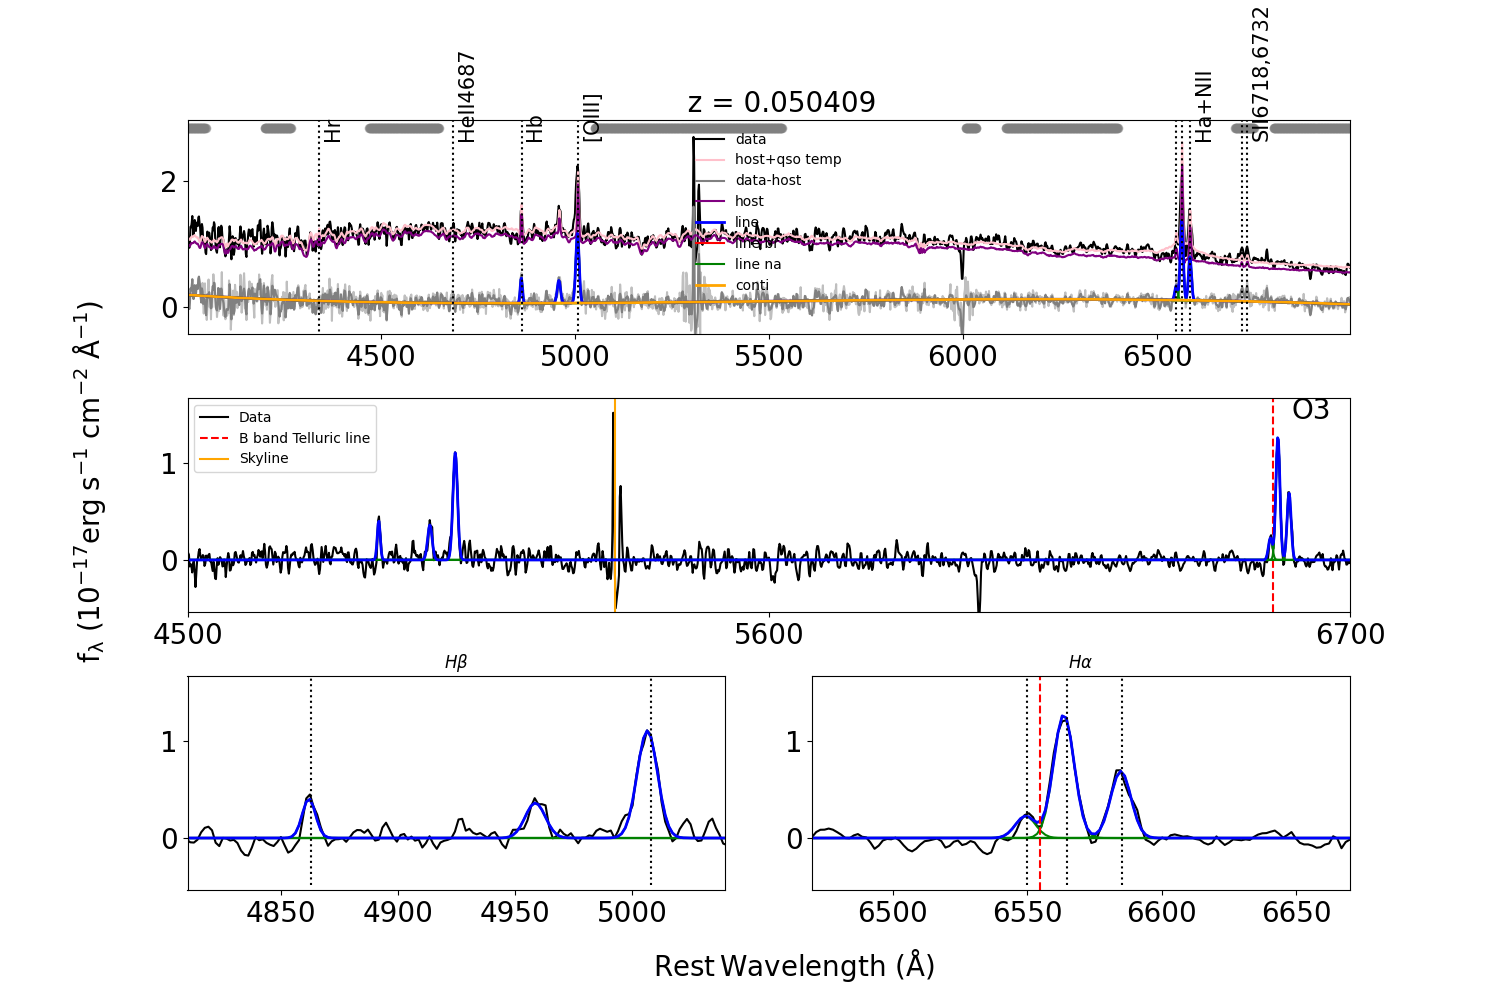 z = 0.050409
Hr
HeII4687
Hb
[OIII]
Ha+NII
SII6718,6732
data
host+qso temp
data-host
host
line
line br
line na
conti
2
0
4500 5000 5500 6000 6500
fλ (10⁻¹⁷erg s⁻¹ cm⁻² Å⁻¹)
Data
B band Telluric line
Skyline
O3
1
0
4500 5600 6700
Hβ
1
0
4850 4900 4950 5000
Hα
1
0
6500 6550 6600 6650
Rest Wavelength (Å)